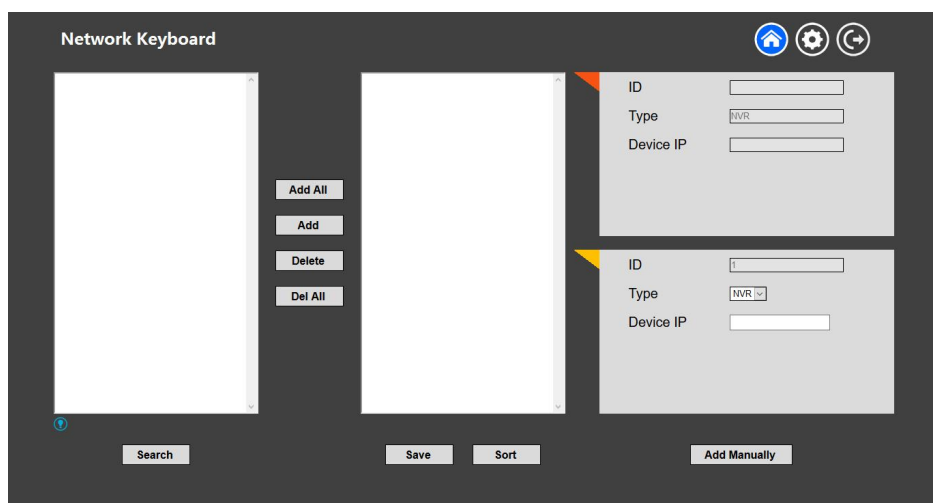 Network Keyboard
ID
Type NVR
Device IP
Add All
Add
Delete
Del All
ID 1
Type NVR
Device IP
Search
Save
Sort
Add Manually